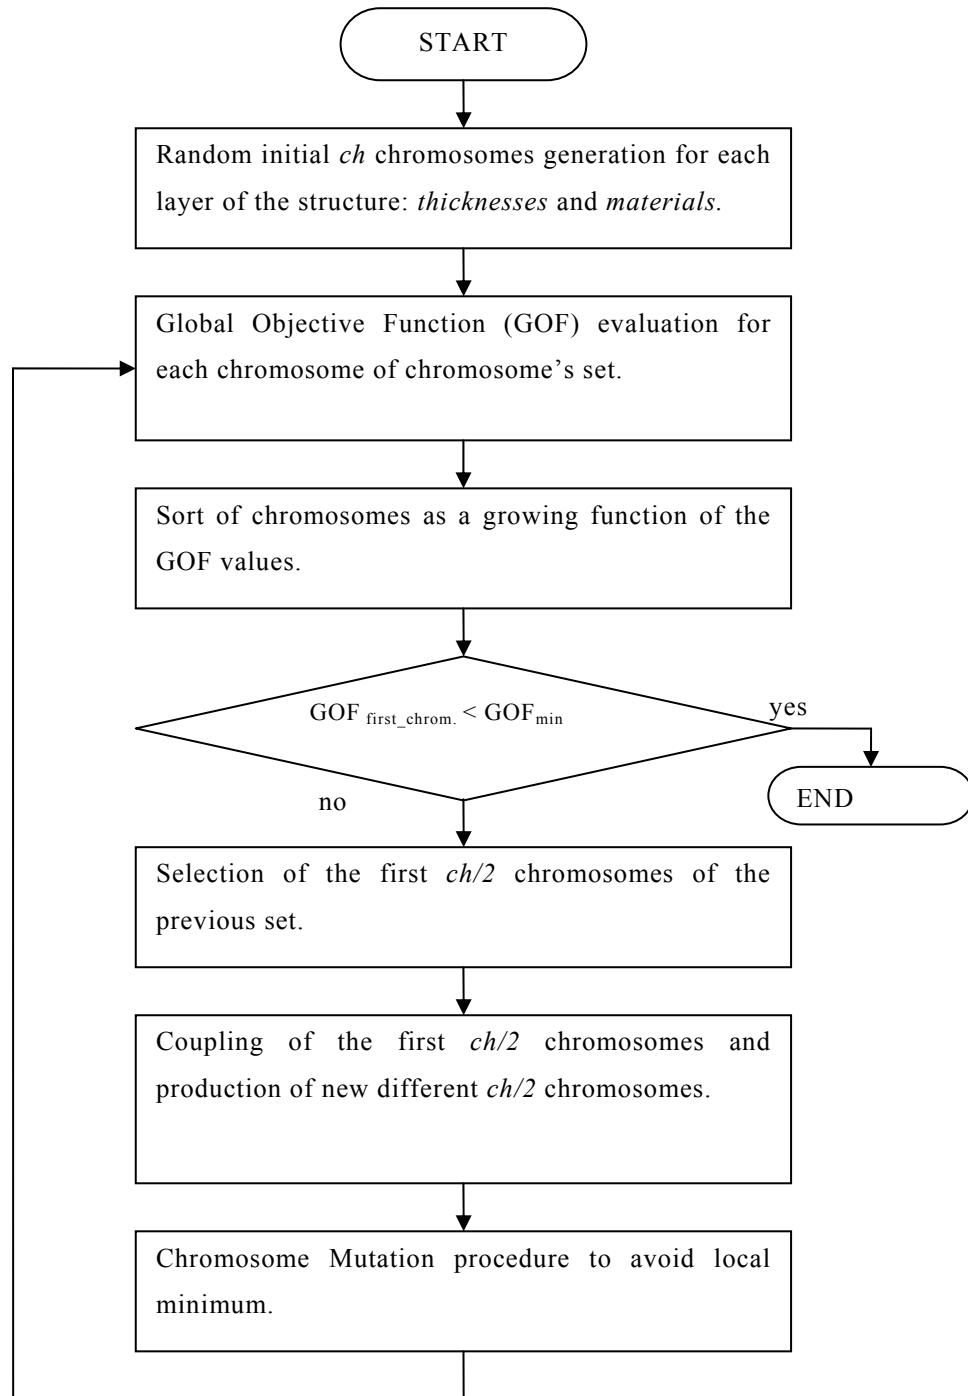 START
Random initial ch chromosomes generation for each
layer of the structure: thicknesses and materials.
Global Objective Function (GOF) evaluation for
each chromosome of chromosome’s set.
Sort of chromosomes as a growing function of the
GOF values.
GOF first_chrom. < GOFmin
yes
END
no
Selection of the first ch/2 chromosomes of the
previous set.
Coupling of the first ch/2 chromosomes and
production of new different ch/2 chromosomes.
Chromosome Mutation procedure to avoid local
minimum.